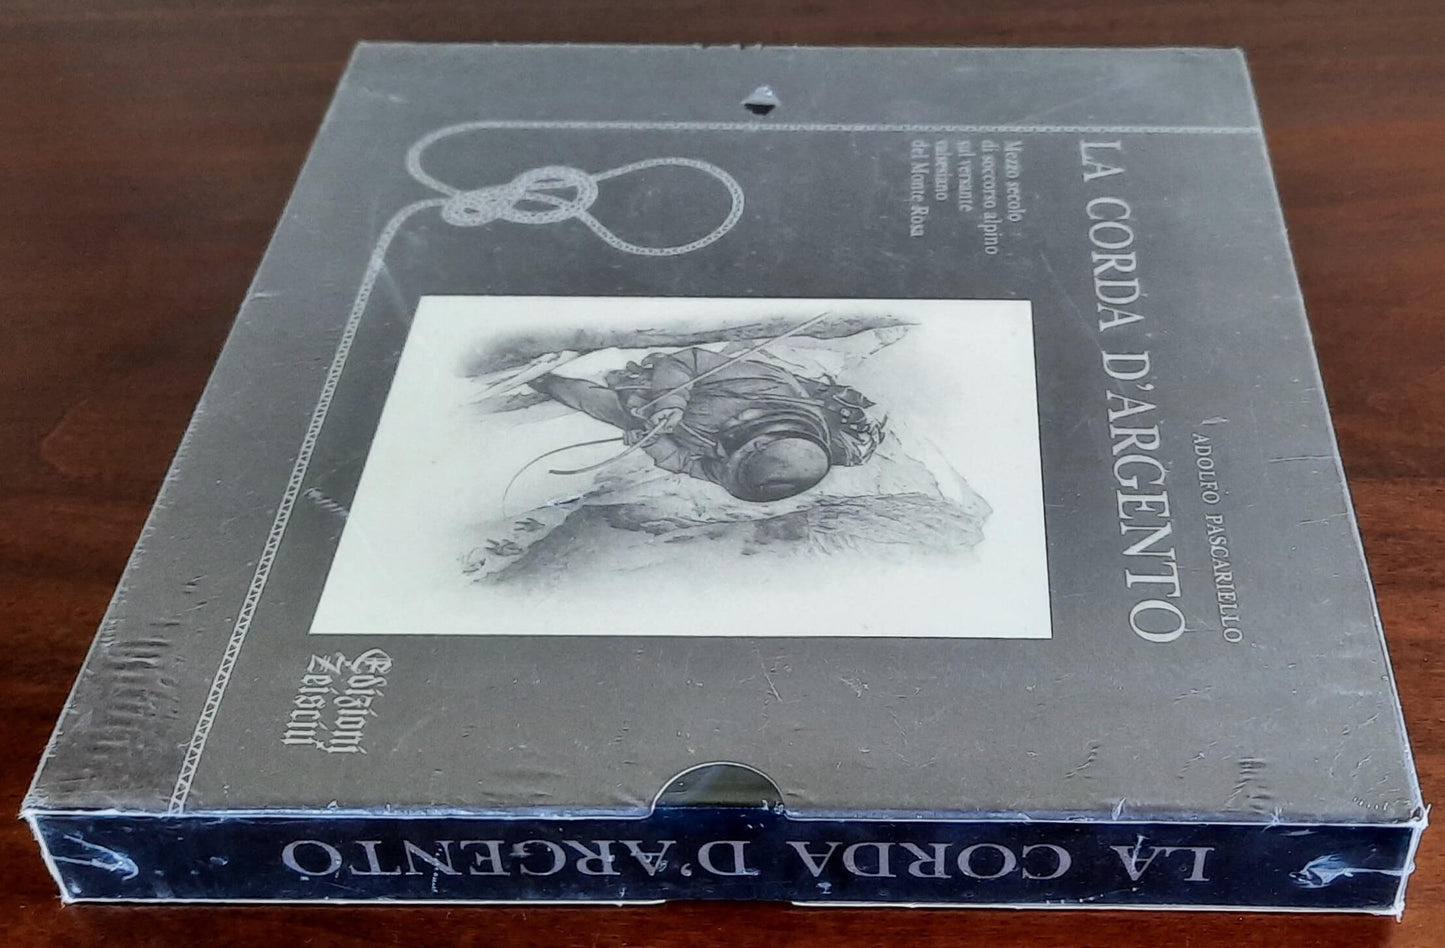 ADOLFO PASCARIELLO
LA CORDA D'ARGENTO
Mezzo secolo
di soccorso alpino
sul versante
valsesiano
del Monte Rosa
Edizioni
Zeisciu
LA CORDA D'ARGENTO